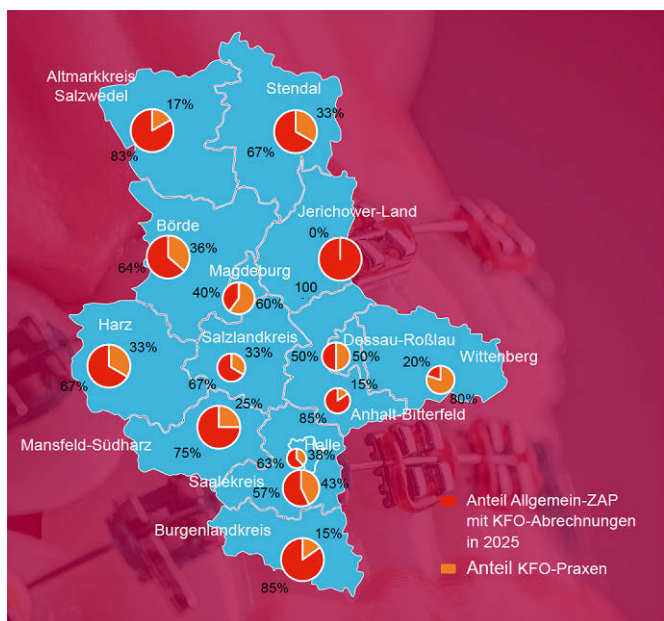 Altmarkkreis
Salzwedel
17%
83%
Stendal
33%
67%
Jerichower-Land
0%
100
Börde
36%
64%
Magdeburg
40%
60%
Harz
33%
67%
Salzlandkreis
33%
67%
Dessau-Roßlau
50%
50%
Wittenberg
20%
80%
15%
85%
Anhalt-Bitterfeld
25%
75%
Mansfeld-Südharz
Halle
63%
38%
Saalekreis
57%
43%
Burgenlandkreis
15%
85%
Anteil Allgemein-ZAP
mit KFO-Abrechnungen
in 2025
Anteil KFO-Praxen